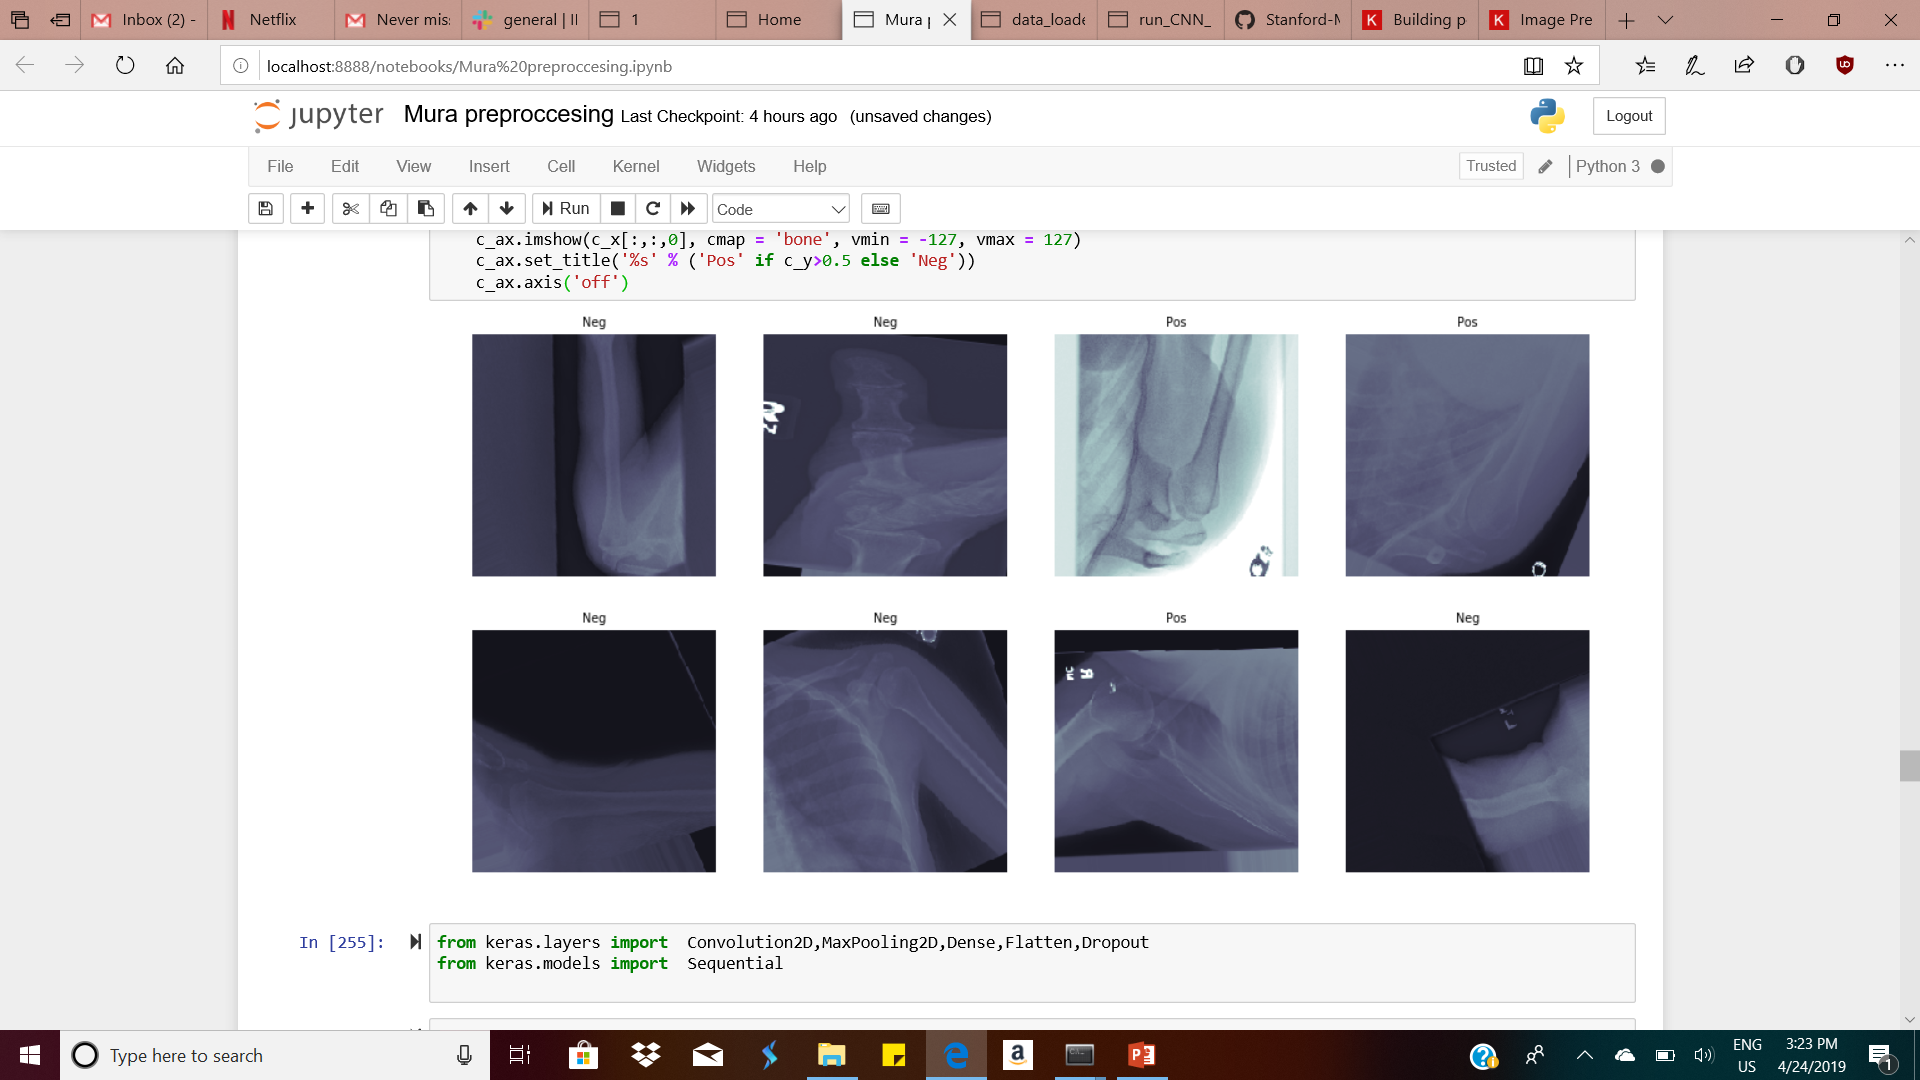 Inbox (2) -
Netflix
Never mis
general | II
1
Home
Mura p
data_loade
run_CNN_
Stanford-M
Building p
Image Pre
localhost:8888/notebooks/Mura%20preproccesing.ipynb
jupyter Mura preproccesing Last Checkpoint: 4 hours ago (unsaved changes)
Logout
File Edit View Insert Cell Kernel Widgets Help
Trusted
Python 3
Run
Code
c_ax.imshow(c_x[:,:,0], cmap = 'bone', vmin = -127, vmax = 127)
c_ax.set_title('%s' % ('Pos' if c_y>0.5 else 'Neg'))
c_ax.axis('off')
Neg Neg Pos Pos
Neg Neg Pos Neg
In [255]:
from keras.layers import  Convolution2D,MaxPooling2D,Dense,Flatten,Dropout
from keras.models import  Sequential
Type here to search
ENG
US
3:23 PM
4/24/2019
1